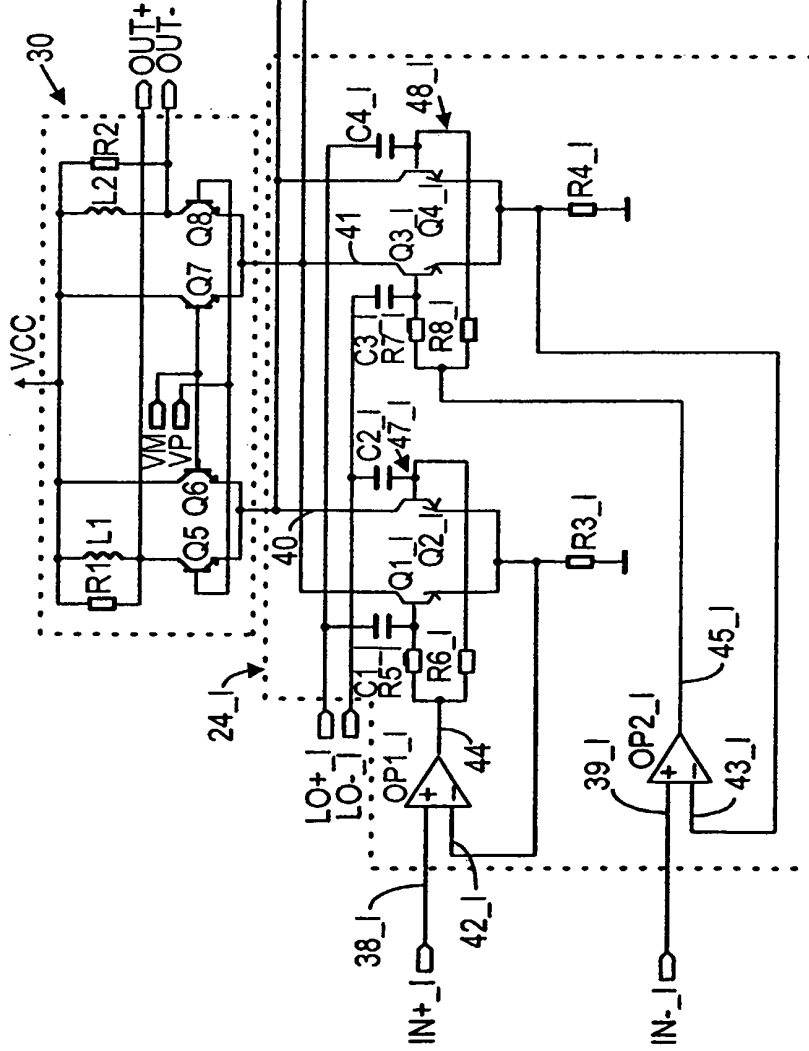 30
VCC
OUT+
OUT-
R1
L1
L2
R2
Q5
Q6
Q7
Q8
VM
VP
24_I
40
41
LO+_I
LO-_I
C1_I
R5_I
C2_I
47_I
C3_I
R7_I
C4_I
48_I
Q1_I
Q2_I
Q3_I
Q4_I
R6_I
R8_I
OP1_I
+
−
44
R3_I
R4_I
38_I
42_I
IN+_I
45_I
OP2_I
+
−
39_I
43_I
IN-_I